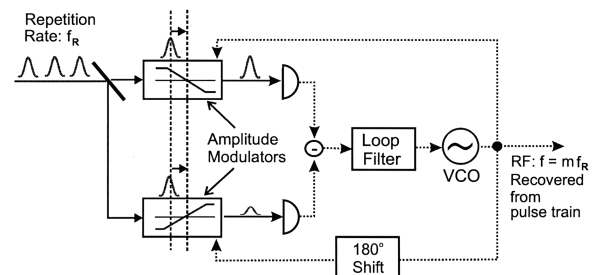 Repetition
Rate: fR
Amplitude
Modulators
-
Loop
Filter
VCO
RF: f = m fR
Recovered
from
pulse train
180°
Shift